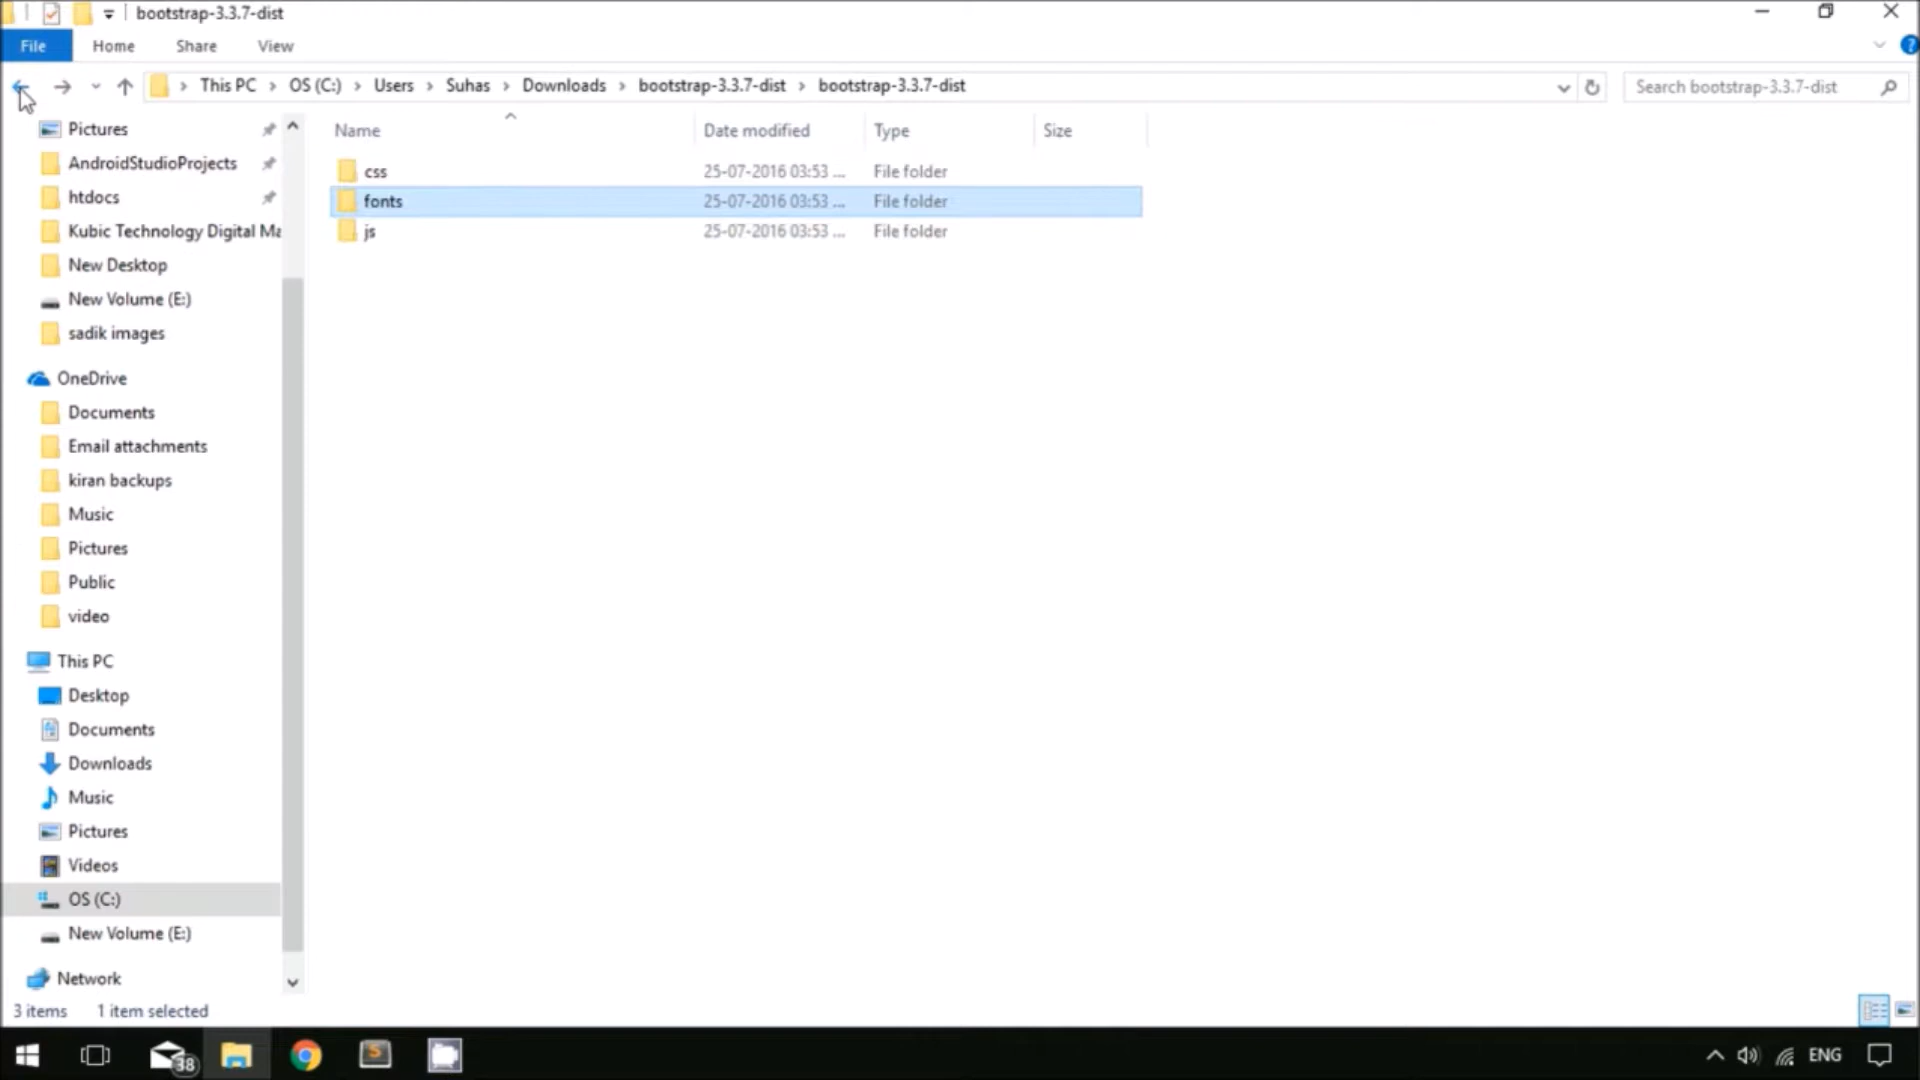 bootstrap-3.3.7-dist
File Home Share View
This PC OS (C:) Users Suhas Downloads bootstrap-3.3.7-dist bootstrap-3.3.7-dist
Search bootstrap-3.3.7-dist
Name Date modified Type Size
css 25-07-2016 03:53 ... File folder
fonts 25-07-2016 03:53 ... File folder
js 25-07-2016 03:53 ... File folder
Pictures
AndroidStudioProjects
htdocs
Kubic Technology Digital Ma
New Desktop
New Volume (E:)
sadik images
OneDrive
Documents
Email attachments
kiran backups
Music
Pictures
Public
video
This PC
Desktop
Documents
Downloads
Music
Pictures
Videos
OS (C:)
New Volume (E:)
Network
3 items 1 item selected
38
S
ENG